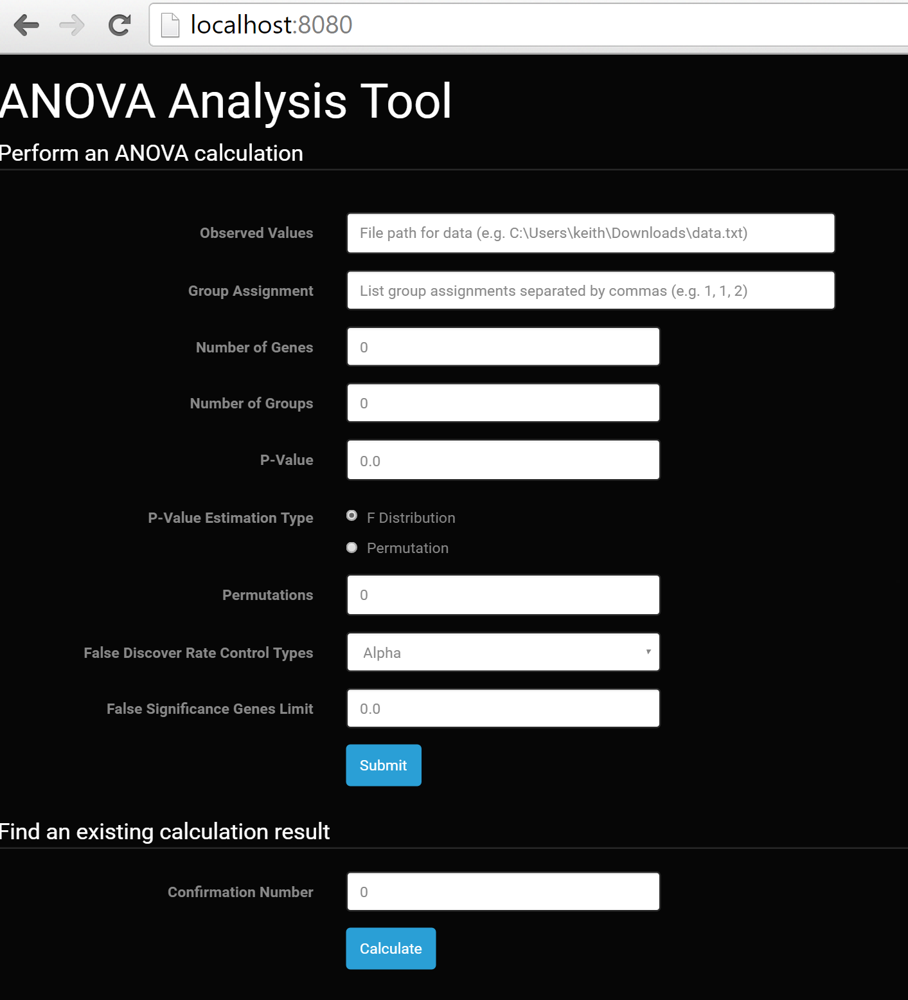 localhost:8080
ANOVA Analysis Tool
Perform an ANOVA calculation
Observed Values File path for data (e.g. C:\Users\keith\Downloads\data.txt)
Group Assignment List group assignments separated by commas (e.g. 1, 1, 2)
Number of Genes 0
Number of Groups 0
P-Value 0.0
P-Value Estimation Type F Distribution
Permutation
Permutations 0
False Discover Rate Control Types Alpha
False Significance Genes Limit 0.0
Submit
Find an existing calculation result
Confirmation Number 0
Calculate